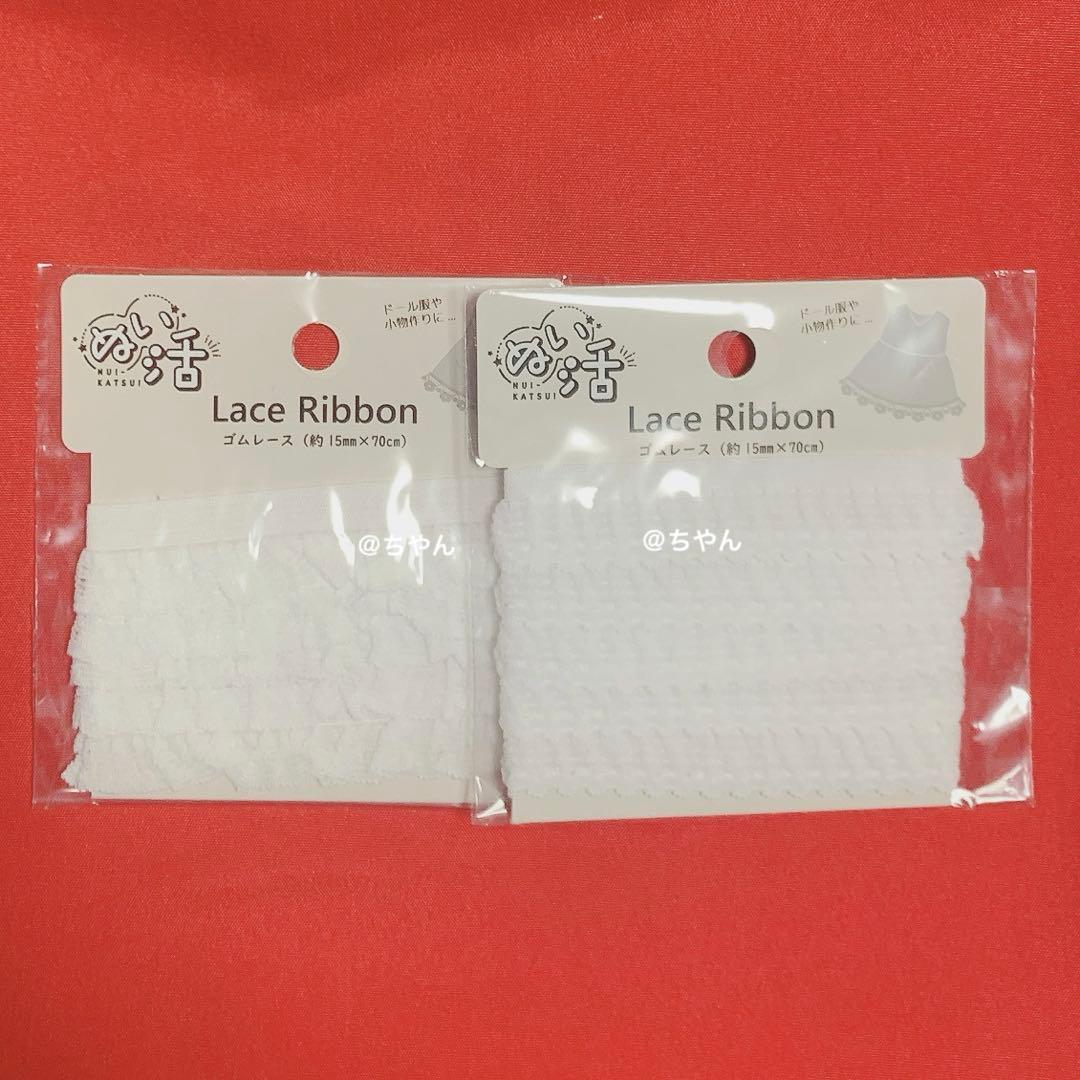 ぬい活
NUI-
KATSUI
ドール服や
小物作りに…
Lace Ribbon
ゴムレース（約15mm×70cm）
@ちやん
ぬい活
NUI-
KATSUI
ドール服や
小物作りに…
Lace Ribbon
ゴムレース（約15mm×70cm）
@ちやん